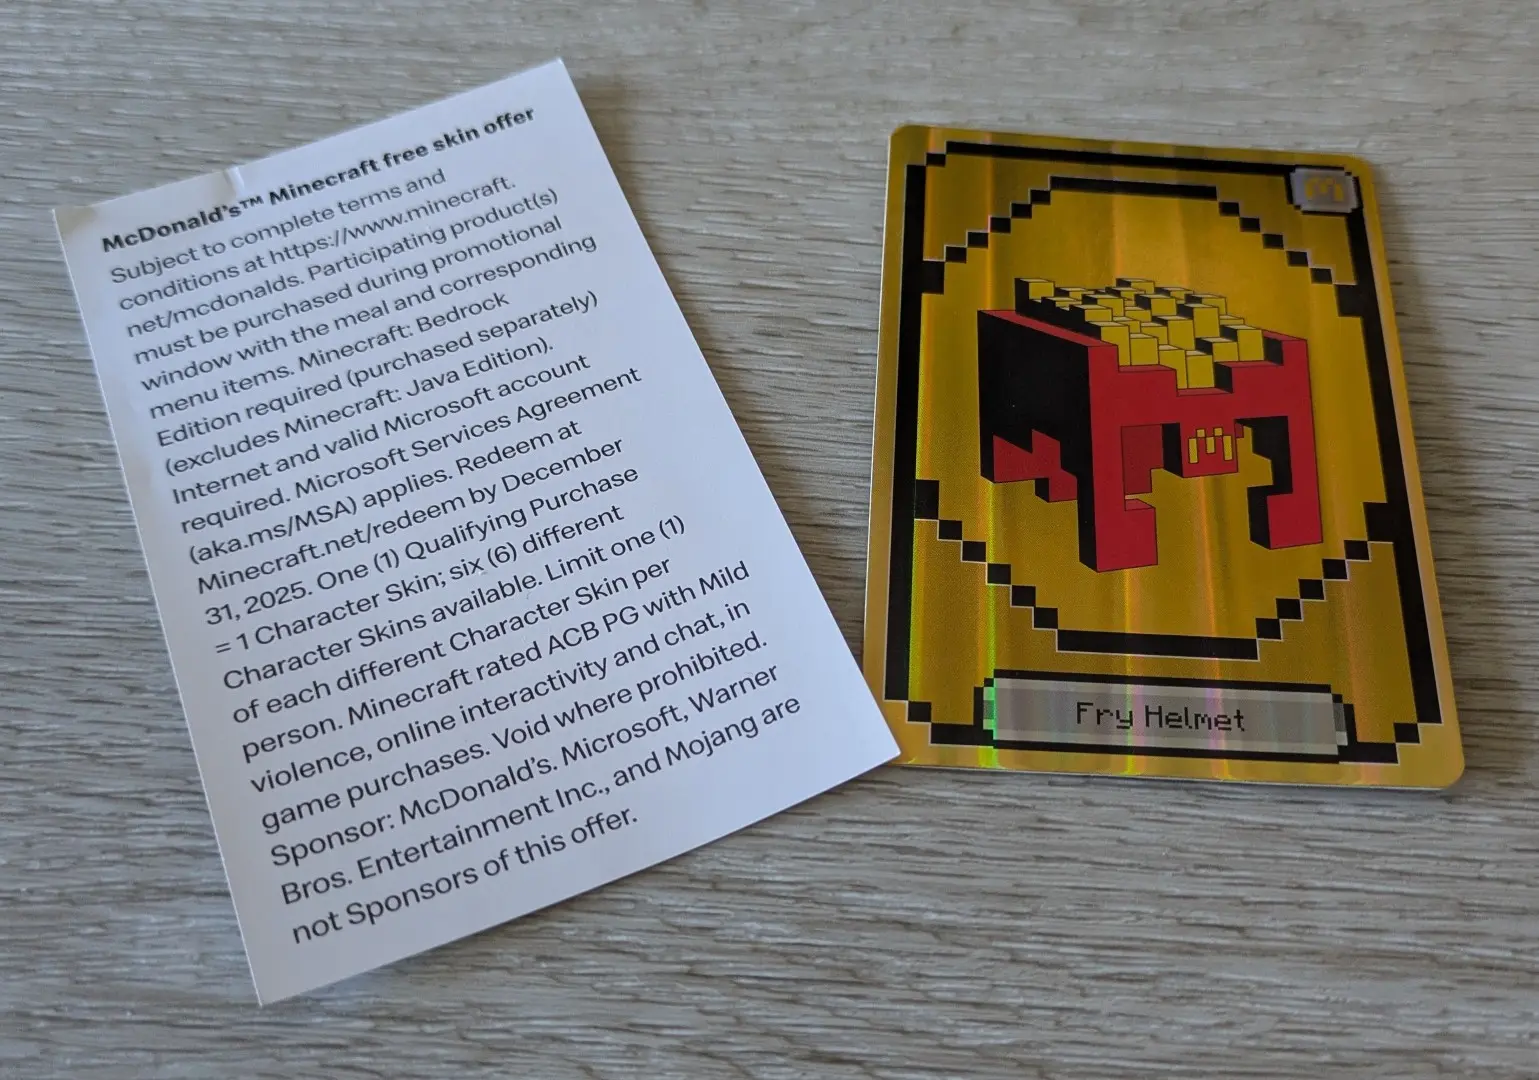 McDonald's™ Minecraft free skin offer
Subject to complete terms and
conditions at https://www.minecraft.
net/mcdonalds. Participating product(s)
must be purchased during promotional
window with the meal and corresponding
menu items. Minecraft: Bedrock
Edition required (purchased separately)
(excludes Minecraft: Java Edition).
Internet and valid Microsoft account
required. Microsoft Services Agreement
(aka.ms/MSA) applies. Redeem at
Minecraft.net/redeem by December
31, 2025. One (1) Qualifying Purchase
= 1 Character Skin; six (6) different
Character Skins available. Limit one (1)
of each different Character Skin per
person. Minecraft rated ACB PG with Mild
violence, online interactivity and chat, in
game purchases. Void where prohibited.
Sponsor: McDonald's. Microsoft, Warner
Bros. Entertainment Inc., and Mojang are
not Sponsors of this offer.
Fry Helmet